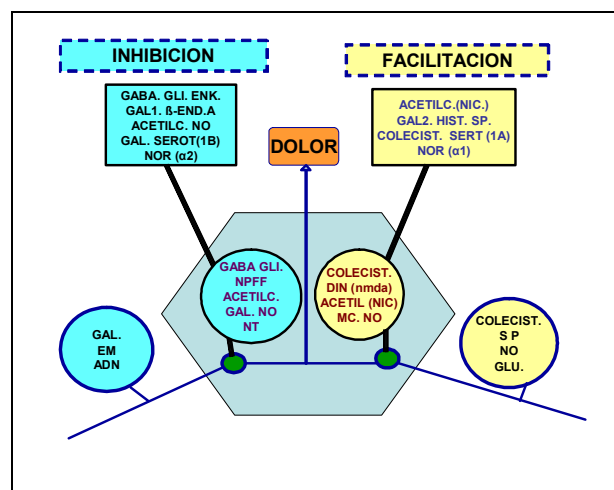 INHIBICION
FACILITACION
GABA. GLI. ENK.
GAL1. ß-END.A
ACETILC. NO
GAL. SEROT(1B)
NOR (α2)
ACETILC.(NIC.)
GAL2. HIST. SP.
COLECIST. SERT (1A)
NOR (α1)
DOLOR
GABA GLI.
NPFF
ACETILC.
GAL. NO
NT
COLECIST.
DIN (nmda)
ACETIL (NIC)
MC. NO
GAL.
EM
ADN
COLECIST.
S P
NO
GLU.